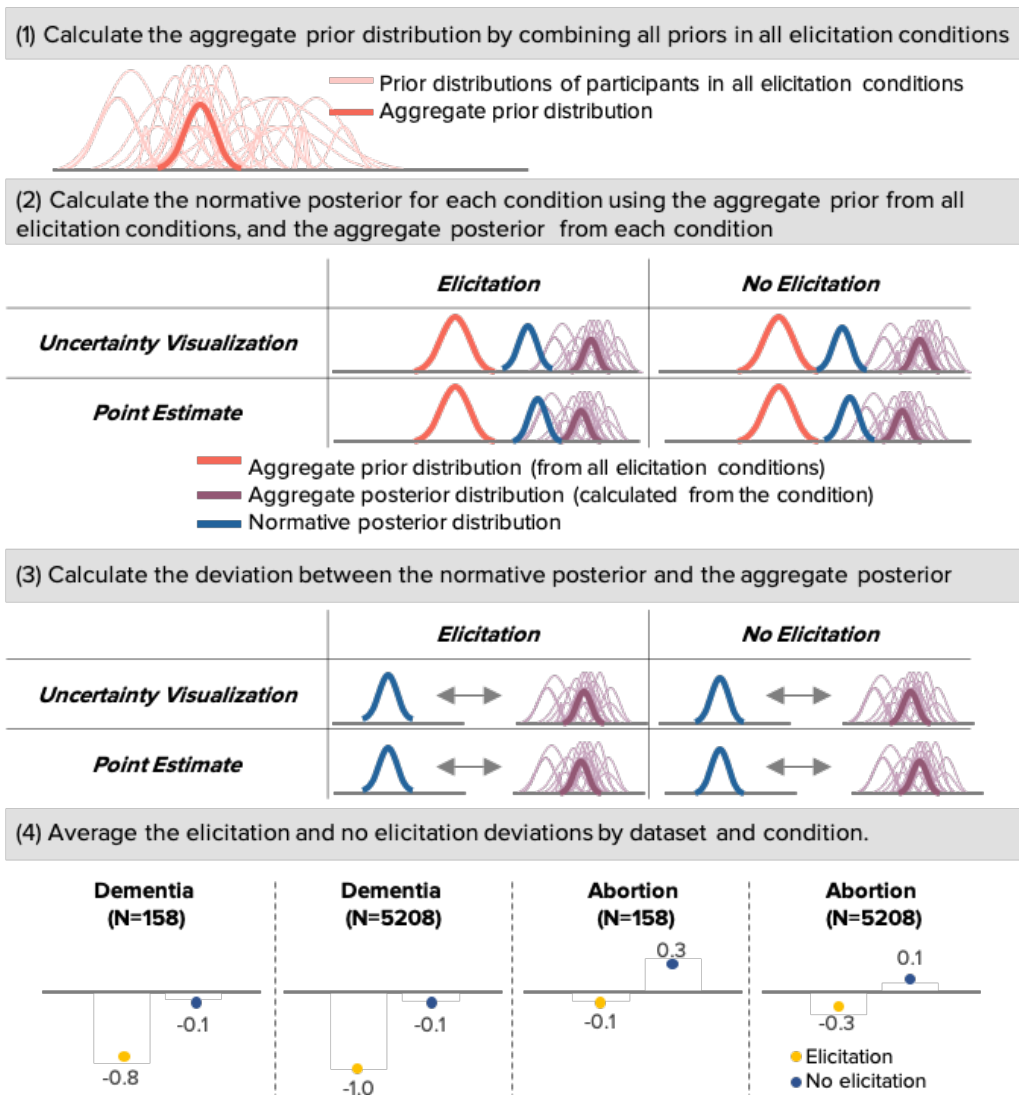 (1) Calculate the aggregate prior distribution by combining all priors in all elicitation conditions
Prior distributions of participants in all elicitation conditions
Aggregate prior distribution
(2) Calculate the normative posterior for each condition using the aggregate prior from all
elicitation conditions, and the aggregate posterior from each condition
Elicitation
No Elicitation
Uncertainty Visualization
Point Estimate
Aggregate prior distribution (from all elicitation conditions)
Aggregate posterior distribution (calculated from the condition)
Normative posterior distribution
(3) Calculate the deviation between the normative posterior and the aggregate posterior
Elicitation
No Elicitation
Uncertainty Visualization
Point Estimate
(4) Average the elicitation and no elicitation deviations by dataset and condition.
Dementia
(N=158)
-0.8
-0.1
Dementia
(N=5208)
-1.0
-0.1
Abortion
(N=158)
-0.1
0.3
Abortion
(N=5208)
-0.3
0.1
Elicitation
No elicitation